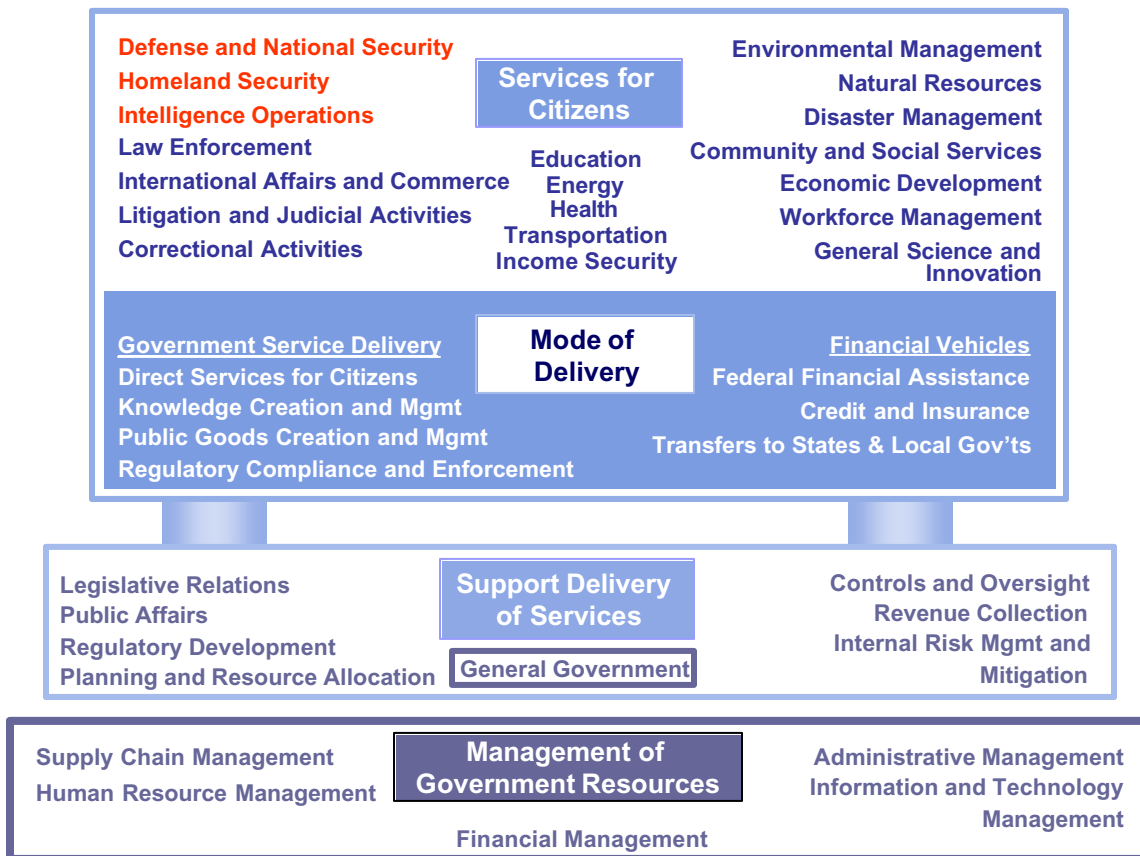 Defense and National Security
Homeland Security
Intelligence Operations
Law Enforcement
International Affairs and Commerce
Litigation and Judicial Activities
Correctional Activities
Services for
Citizens
Education
Energy
Health
Transportation
Income Security
Environmental Management
Natural Resources
Disaster Management
Community and Social Services
Economic Development
Workforce Management
General Science and
Innovation
Mode of
Delivery
Government Service Delivery
Direct Services for Citizens
Knowledge Creation and Mgmt
Public Goods Creation and Mgmt
Regulatory Compliance and Enforcement
Financial Vehicles
Federal Financial Assistance
Credit and Insurance
Transfers to States & Local Gov’ts
Legislative Relations
Public Affairs
Regulatory Development
Planning and Resource Allocation
Support Delivery
of Services
General Government
Controls and Oversight
Revenue Collection
Internal Risk Mgmt and
Mitigation
Supply Chain Management
Human Resource Management
Management of
Government Resources
Financial Management
Administrative Management
Information and Technology
Management